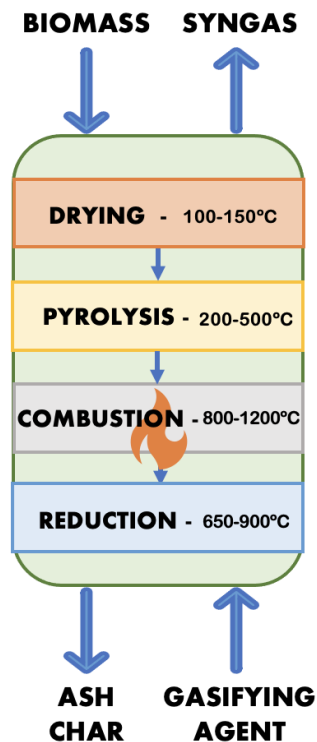 BIOMASS SYNGAS
DRYING - 100-150ºC
PYROLYSIS - 200-500ºC
COMBUSTION - 800-1200ºC
REDUCTION - 650-900ºC
ASH
CHAR
GASIFYING
AGENT